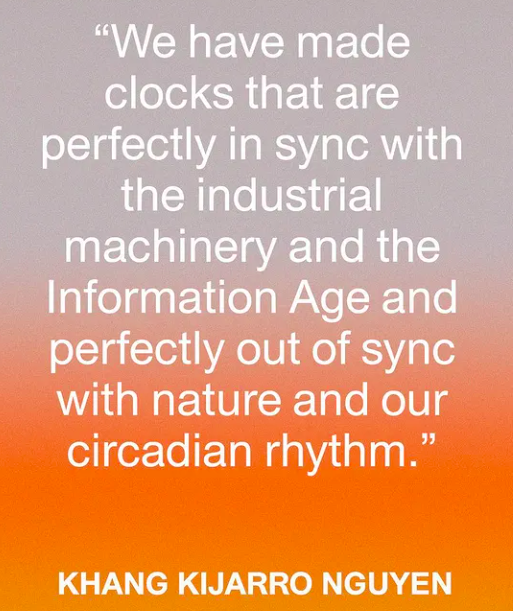 “We have made
clocks that are
perfectly in sync with
the industrial
machinery and the
Information Age and
perfectly out of sync
with nature and our
circadian rhythm.”
KHANG KIJARRO NGUYEN